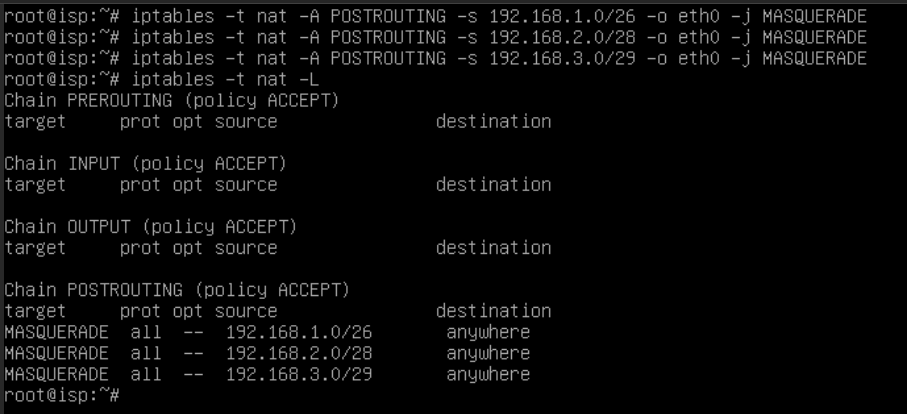 root@isp:~# iptables -t nat -A POSTROUTING -s 192.168.1.0/26 -o eth0 -j MASQUERADE
root@isp:~# iptables -t nat -A POSTROUTING -s 192.168.2.0/28 -o eth0 -j MASQUERADE
root@isp:~# iptables -t nat -A POSTROUTING -s 192.168.3.0/29 -o eth0 -j MASQUERADE
root@isp:~# iptables -t nat -L
Chain PREROUTING (policy ACCEPT)
target     prot opt source               destination
Chain INPUT (policy ACCEPT)
target     prot opt source               destination
Chain OUTPUT (policy ACCEPT)
target     prot opt source               destination
Chain POSTROUTING (policy ACCEPT)
target     prot opt source               destination
MASQUERADE  all  --  192.168.1.0/26       anywhere
MASQUERADE  all  --  192.168.2.0/28       anywhere
MASQUERADE  all  --  192.168.3.0/29       anywhere
root@isp:~#